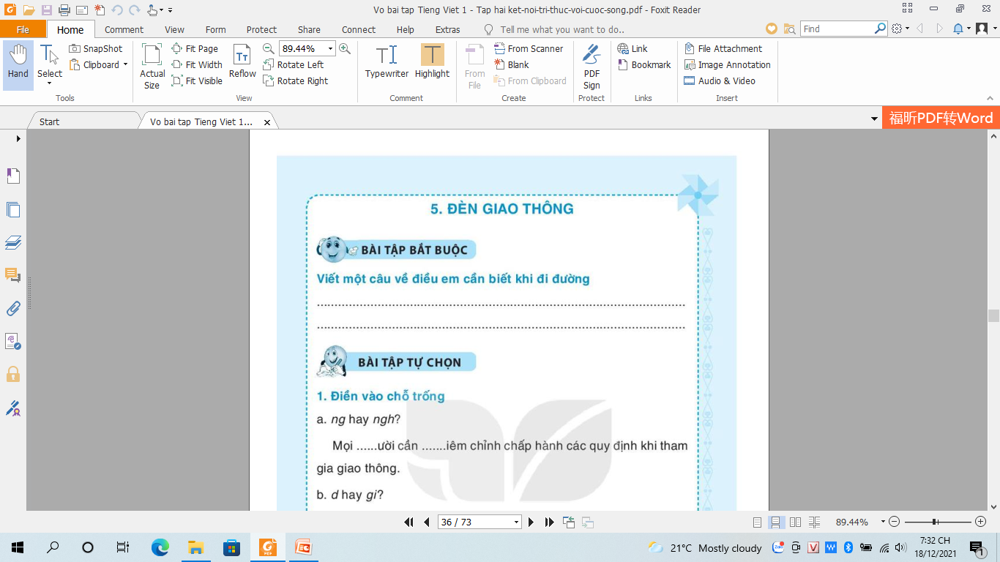 Vo bai tap Tieng Viet 1 - Tap hai ket-noi-tri-thuc-voi-cuoc-song.pdf - Foxit Reader
File Home Comment View Form Protect Share Connect Help Extras Tell me what you want to do.. Find
Hand
Select
SnapShot
Clipboard
Tools
Actual Size
Fit Page
Fit Width
Fit Visible
Reflow
89.44%
Rotate Left
Rotate Right
View
Typewriter
Highlight
Comment
From File
From Scanner
Blank
From Clipboard
Create
PDF Sign
Protect
Link
Bookmark
Links
File Attachment
Image Annotation
Audio & Video
Insert
Start
Vo bai tap Tieng Viet 1...
福昕PDF转Word
5. ĐÈN GIAO THÔNG
BÀI TẬP BẮT BUỘC
Viết một câu về điều em cần biết khi đi đường
BÀI TẬP TỰ CHỌN
1. Điền vào chỗ trống
a. ng hay ngh?
Mọi ......ười cần .......iêm chỉnh chấp hành các quy định khi tham
gia giao thông.
b. d hay gi?
36 / 73
89.44%
21°C Mostly cloudy
7:32 CH
18/12/2021